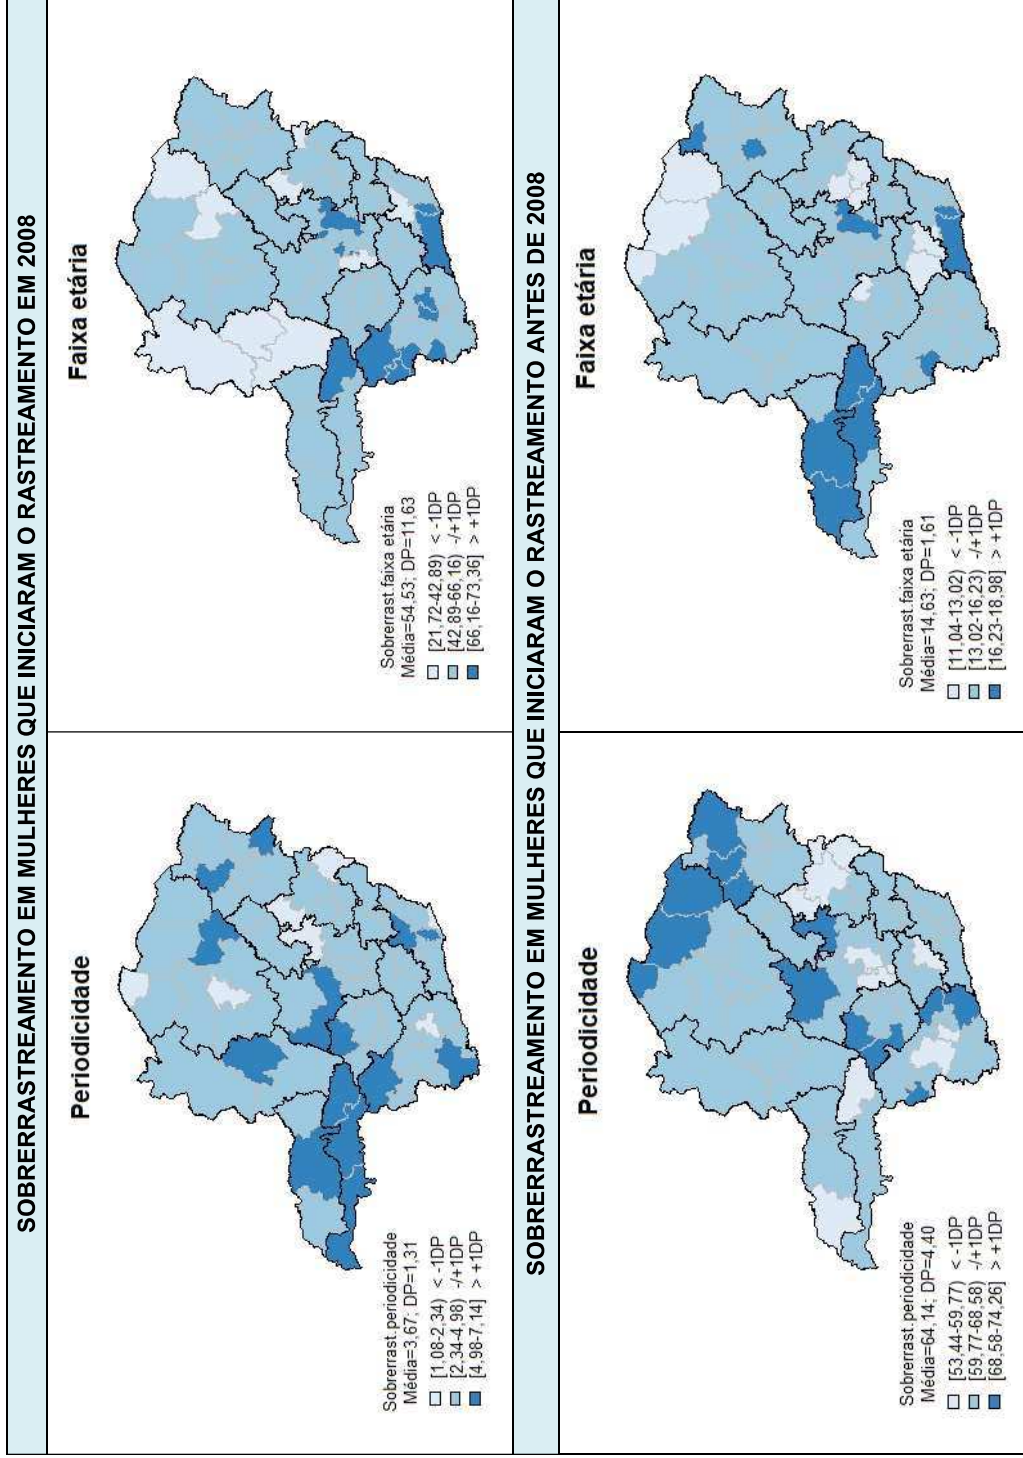 SOBRERRASTREAMENTO EM MULHERES QUE INICIARAM O RASTREAMENTO EM 2008
Periodicidade
Sobrerrast.periodicidade
Média=3,67; DP=1,31
[1,08-2,34) < -1DP
[2,34-4,98) -/+1DP
[4,98-7,14] > +1DP
Faixa etária
Sobrerrast.faixa etária
Média=54,53; DP=11,63
[21,72-42,89) < -1DP
[42,89-66,16) -/+1DP
[66,16-73,36] > +1DP
SOBRERRASTREAMENTO EM MULHERES QUE INICIARAM O RASTREAMENTO ANTES DE 2008
Periodicidade
Sobrerrast.periodicidade
Média=64,14; DP=4,40
[53,44-59,77) < -1DP
[59,77-68,58) -/+1DP
[68,58-74,26] > +1DP
Faixa etária
Sobrerrast.faixa etária
Média=14,63; DP=1,61
[11,04-13,02) < -1DP
[13,02-16,23) -/+1DP
[16,23-18,98] > +1DP